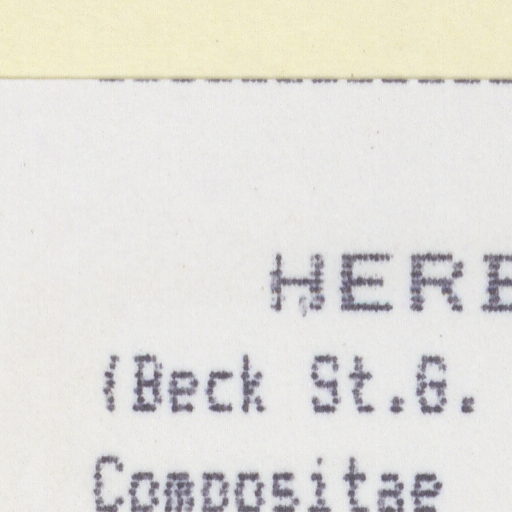 HERB
(Beck St.G.
Compositae